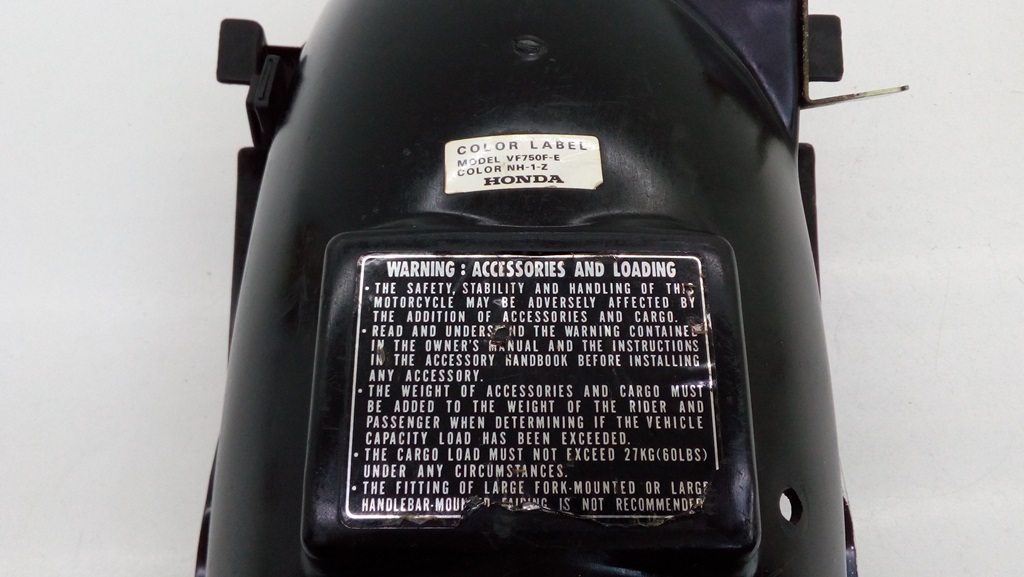 COLOR LABEL
MODEL VF750F-E
COLOR NH-1-Z
HONDA
WARNING : ACCESSORIES AND LOADING
• THE SAFETY, STABILITY AND HANDLING OF THIS
MOTORCYCLE MAY BE ADVERSELY AFFECTED BY
THE ADDITION OF ACCESSORIES AND CARGO.
• READ AND UNDERSTAND THE WARNING CONTAINED
IN THE OWNER'S MANUAL AND THE INSTRUCTIONS
IN THE ACCESSORY HANDBOOK BEFORE INSTALLING
ANY ACCESSORY.
• THE WEIGHT OF ACCESSORIES AND CARGO MUST
BE ADDED TO THE WEIGHT OF THE RIDER AND
PASSENGER WHEN DETERMINING IF THE VEHICLE
CAPACITY LOAD HAS BEEN EXCEEDED.
• THE CARGO LOAD MUST NOT EXCEED 27KG(60LBS)
UNDER ANY CIRCUMSTANCES.
• THE FITTING OF LARGE FORK-MOUNTED OR LARGE
HANDLEBAR-MOUNTED FAIRING IS NOT RECOMMENDED